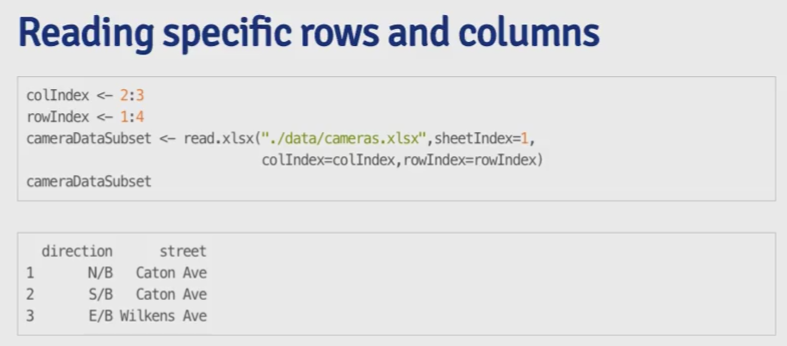 Reading specific rows and columns
colIndex <- 2:3
rowIndex <- 1:4
cameraDataSubset <- read.xlsx("./data/cameras.xlsx",sheetIndex=1,
colIndex=colIndex,rowIndex=rowIndex)
cameraDataSubset
direction street
1 N/B Caton Ave
2 S/B Caton Ave
3 E/B Wilkens Ave